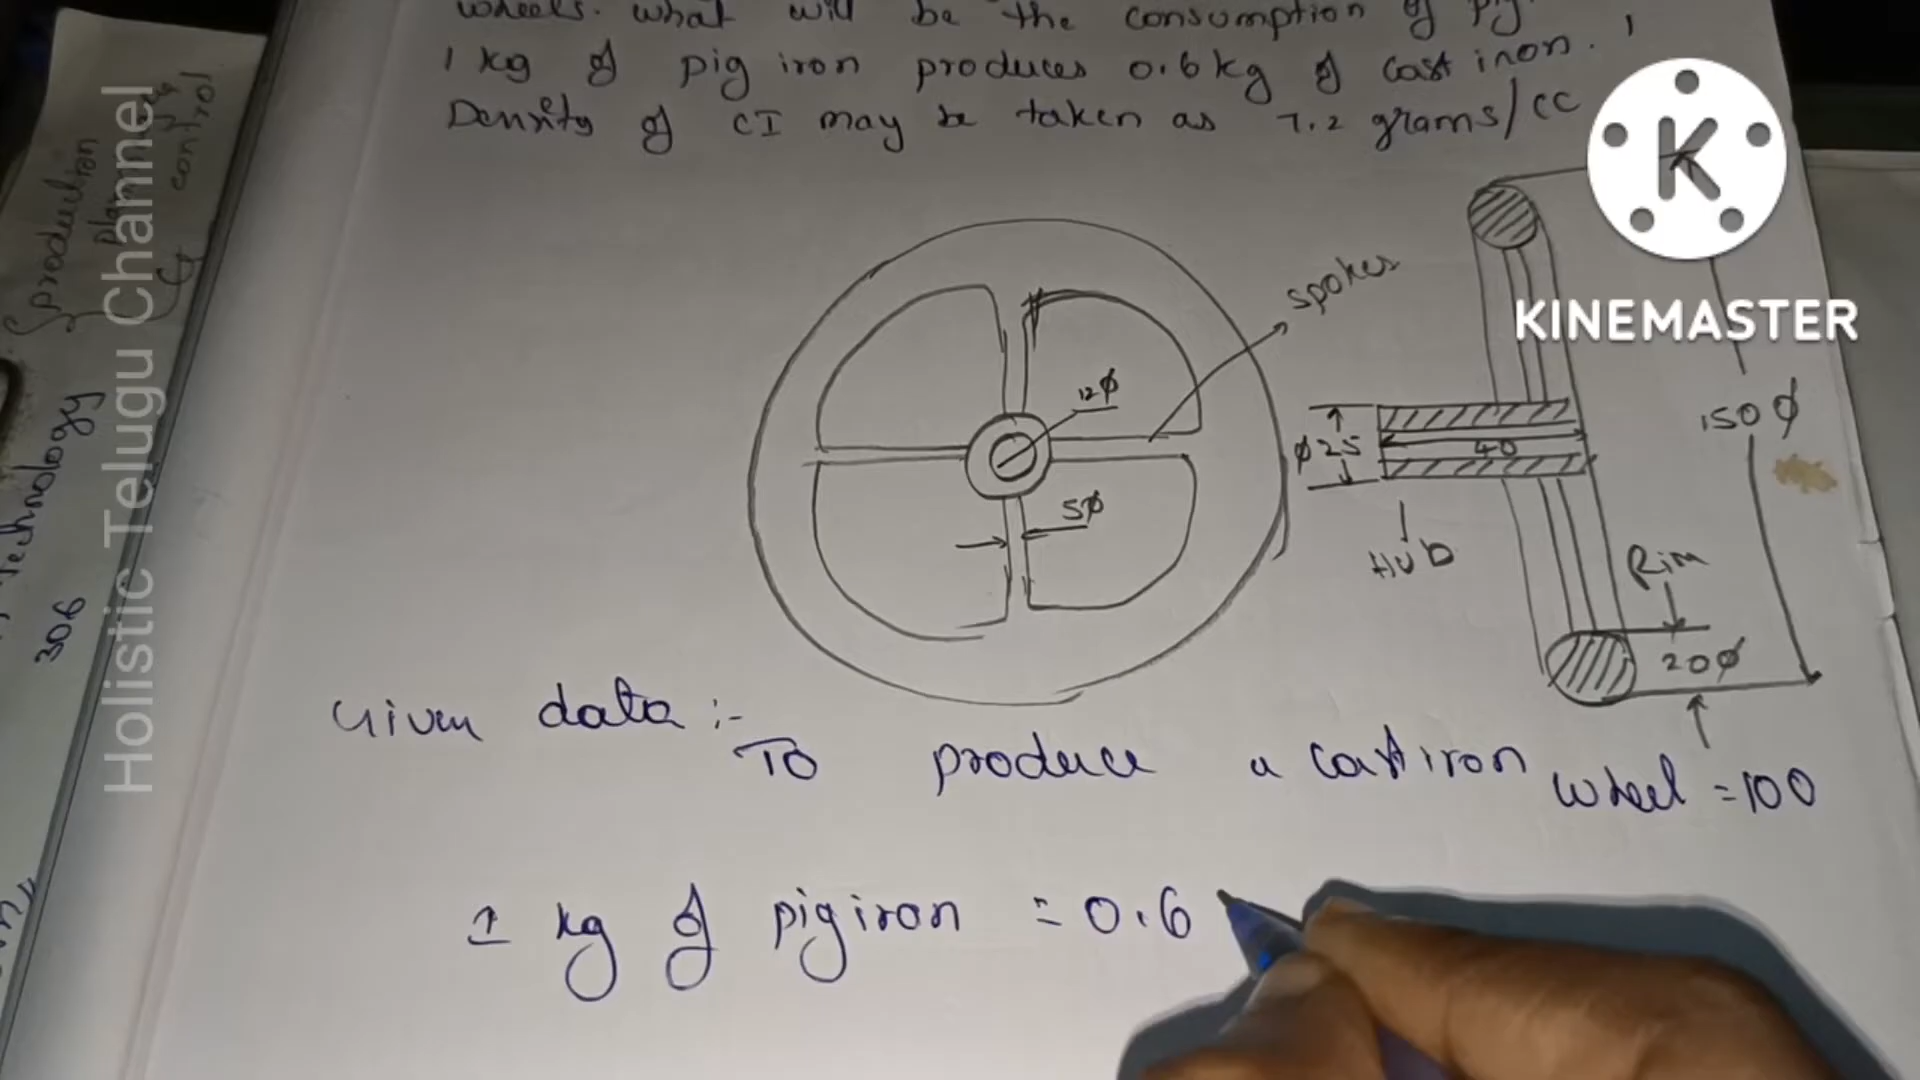 wheels. what will be the consumption of pig
1 kg of pig iron produces 0.6 kg of cast iron.
Density of CI may be taken as 7.2 grams/cc
KINEMASTER
spokes
12φ
φ25
40
150φ
5φ
Hub
Rim
20φ
Given data :-
To produce a cast iron wheel = 100
1 kg of pig iron = 0.6
Holistic Telugu Channel
production
control
Technology
306